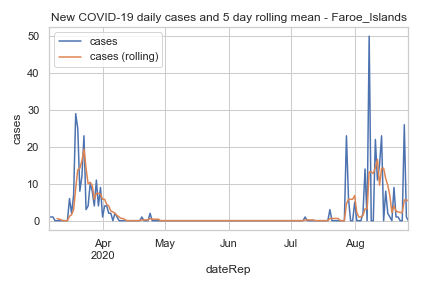 New COVID-19 daily cases and 5 day rolling mean - Faroe_Islands
cases
cases (rolling)
50
40
30
20
10
0
cases
Apr
2020
May
Jun
Jul
Aug
dateRep